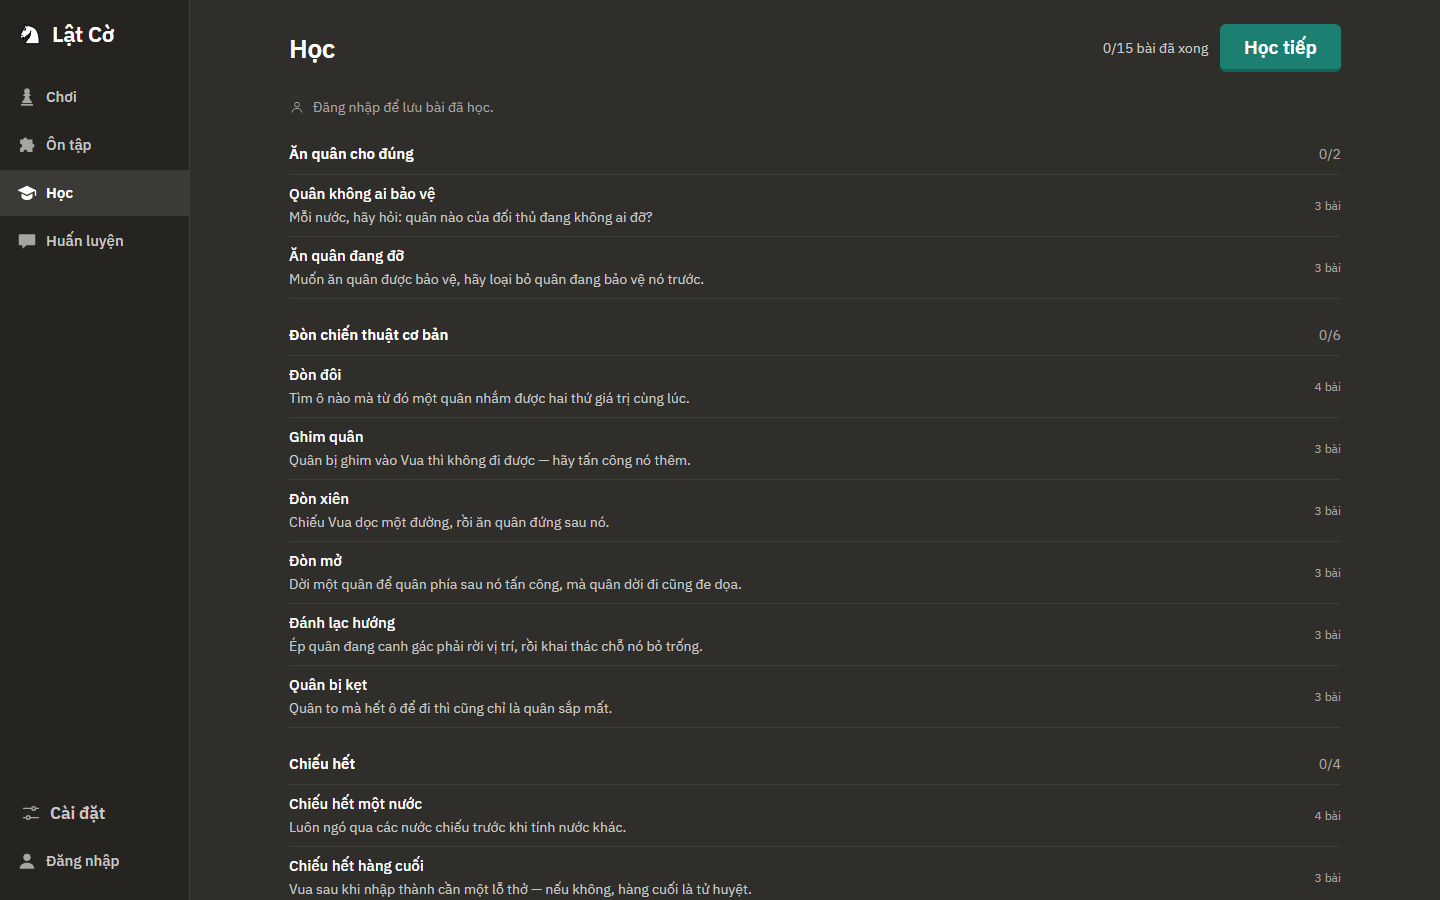 Lật Cờ
Chơi
Ôn tập
Học
Huấn luyện
Cài đặt
Đăng nhập
Học
0/15 bài đã xong
Học tiếp
Đăng nhập để lưu bài đã học.
Ăn quân cho đúng
0/2
Quân không ai bảo vệ
Mỗi nước, hãy hỏi: quân nào của đối thủ đang không ai đỡ?
3 bài
Ăn quân đang đỡ
Muốn ăn quân được bảo vệ, hãy loại bỏ quân đang bảo vệ nó trước.
3 bài
Đòn chiến thuật cơ bản
0/6
Đòn đôi
Tìm ô nào mà từ đó một quân nhắm được hai thứ giá trị cùng lúc.
4 bài
Ghim quân
Quân bị ghim vào Vua thì không đi được — hãy tấn công nó thêm.
3 bài
Đòn xiên
Chiếu Vua dọc một đường, rồi ăn quân đứng sau nó.
3 bài
Đòn mở
Dời một quân để quân phía sau nó tấn công, mà quân dời đi cũng đe dọa.
3 bài
Đánh lạc hướng
Ép quân đang canh gác phải rời vị trí, rồi khai thác chỗ nó bỏ trống.
3 bài
Quân bị kẹt
Quân to mà hết ô để đi thì cũng chỉ là quân sắp mất.
3 bài
Chiếu hết
0/4
Chiếu hết một nước
Luôn ngó qua các nước chiếu trước khi tính nước khác.
4 bài
Chiếu hết hàng cuối
Vua sau khi nhập thành cần một lỗ thở — nếu không, hàng cuối là tử huyệt.
3 bài